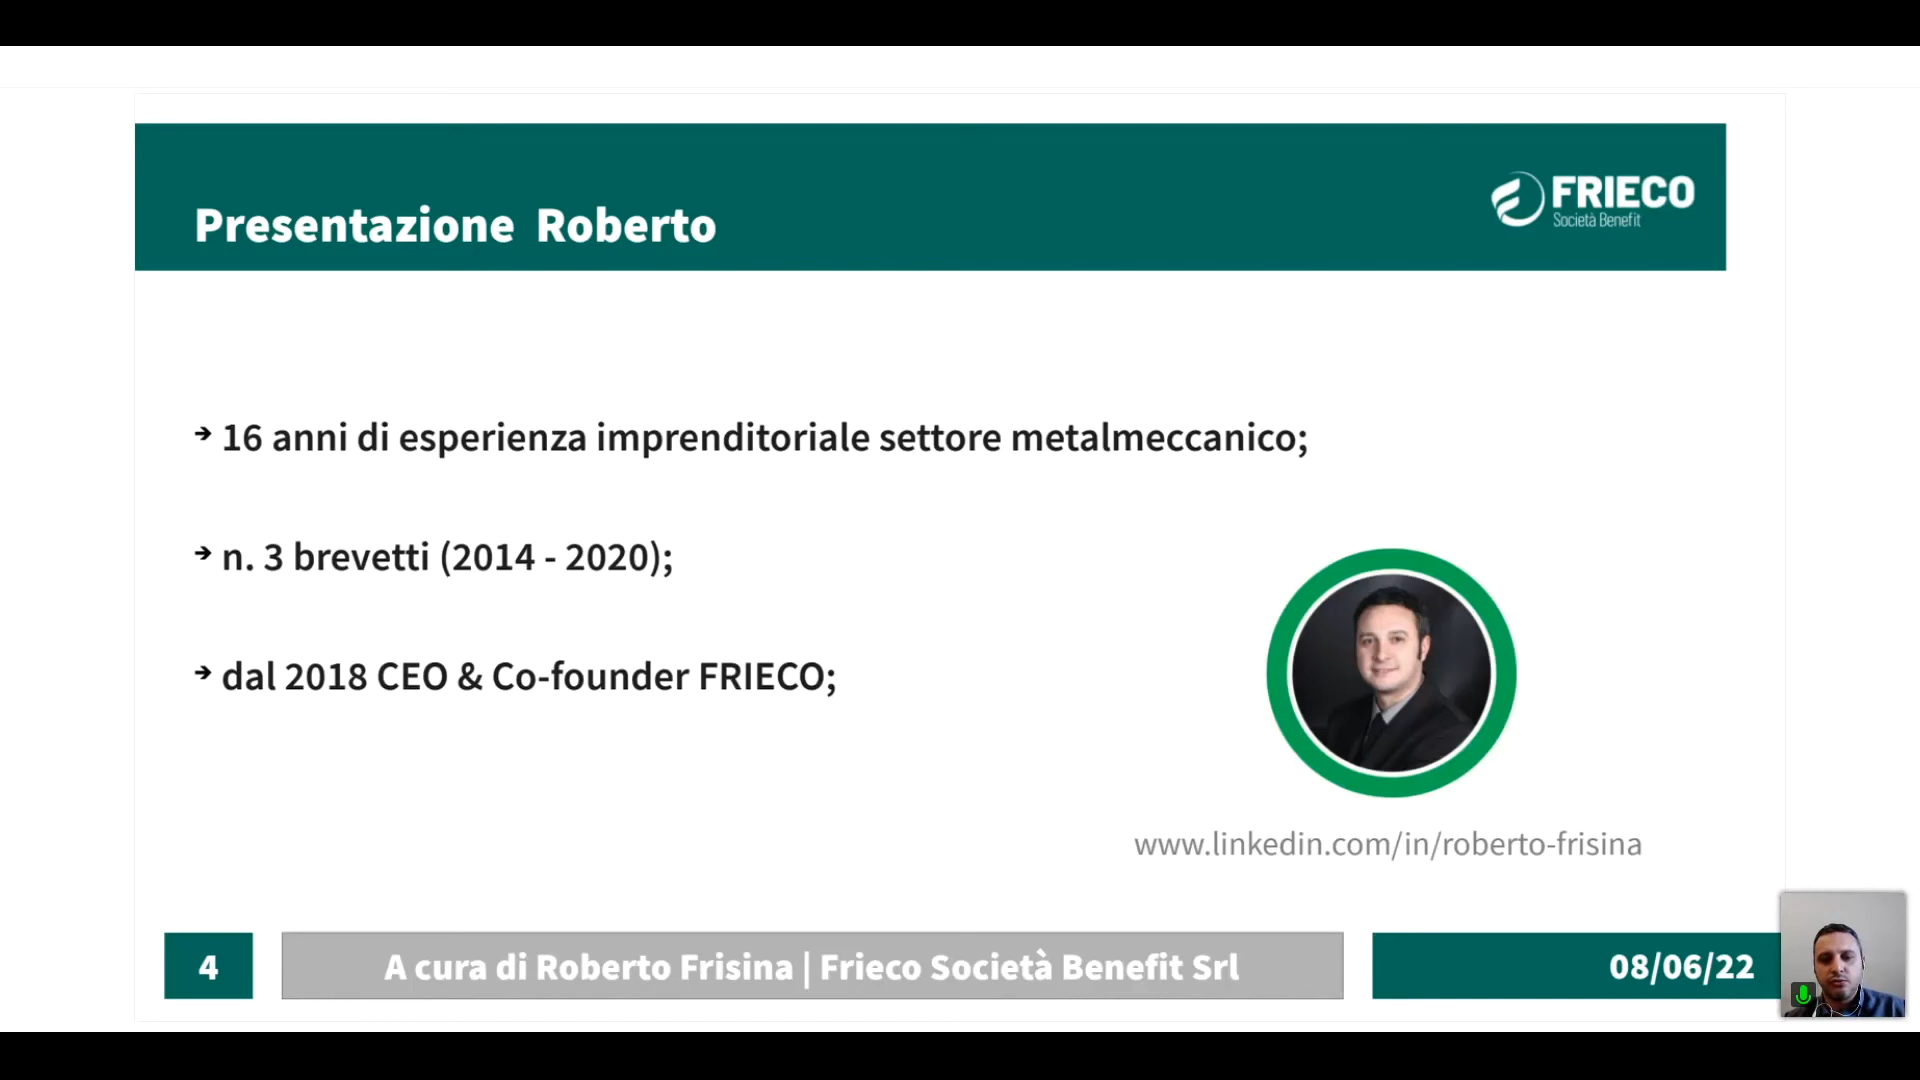 Presentazione Roberto
FRIECO
Società Benefit
→ 16 anni di esperienza imprenditoriale settore metalmeccanico;
→ n. 3 brevetti (2014 - 2020);
→ dal 2018 CEO & Co-founder FRIECO;
www.linkedin.com/in/roberto-frisina
4
A cura di Roberto Frisina | Frieco Società Benefit Srl
08/06/22